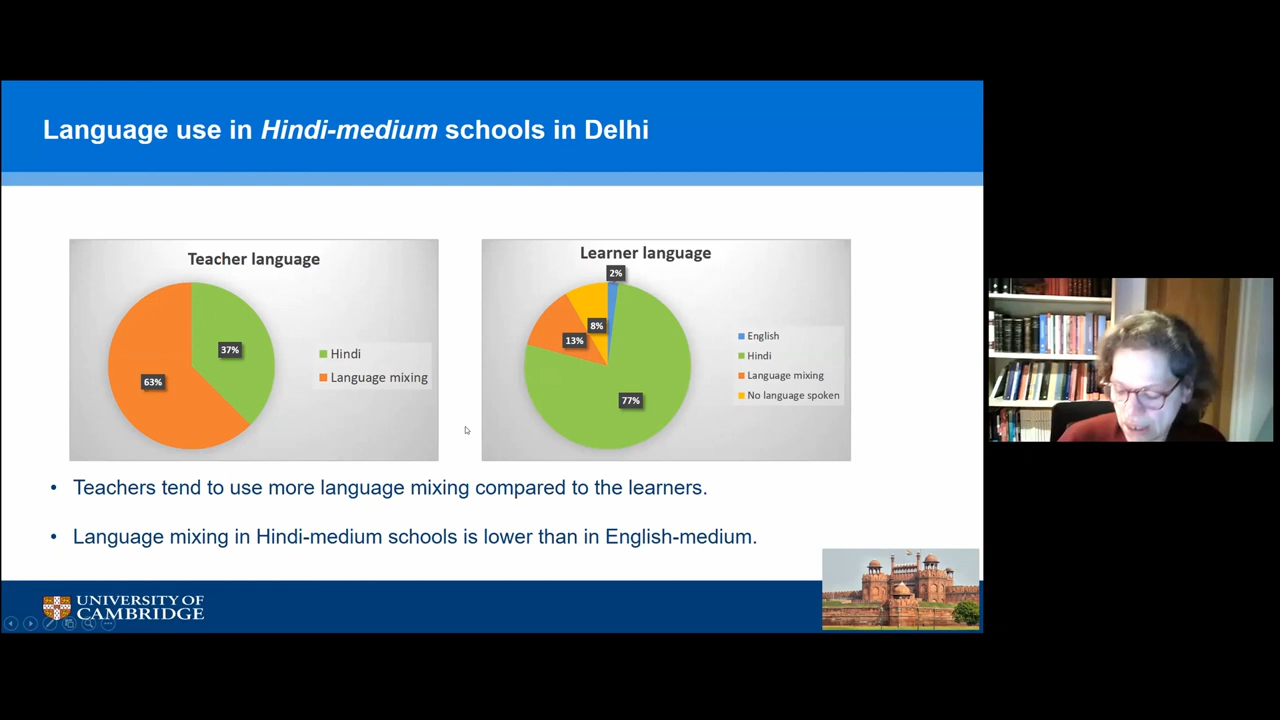 Language use in Hindi-medium schools in Delhi
Teacher language
37%
63%
Hindi
Language mixing
Learner language
2%
8%
13%
77%
English
Hindi
Language mixing
No language spoken
• Teachers tend to use more language mixing compared to the learners.
• Language mixing in Hindi-medium schools is lower than in English-medium.
UNIVERSITY OF
CAMBRIDGE